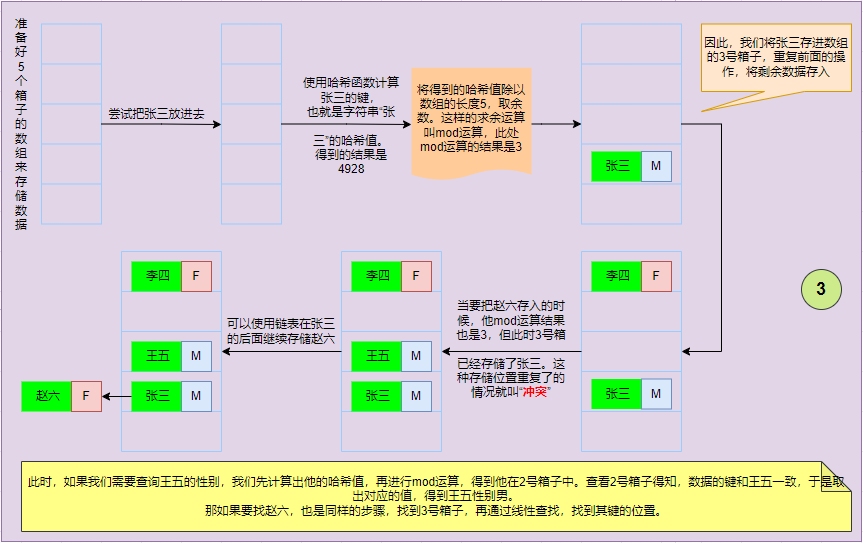 准备好5个箱子的数组来存储数据
尝试把张三放进去
使用哈希函数计算
张三的键，
也就是字符串“张
三”的哈希值。
得到的结果是
4928
将得到的哈希值除以
数组的长度5，取余
数。这样的求余运算
叫mod运算，此处
mod运算的结果是3
张三 M
因此，我们将张三存进数组
的3号箱子，重复前面的操
作，将剩余数据存入
3
李四 F
张三 M
当要把赵六存入的时
候，他mod运算结果
也是3，但此时3号箱
已经存储了张三。这
种存储位置重复了的
情况就叫“冲突”
李四 F
王五 M
张三 M
可以使用链表在张三
的后面继续存储赵六
李四 F
王五 M
张三 M
赵六 F
此时，如果我们需要查询王五的性别，我们先计算出他的哈希值，再进行mod运算，得到他在2号箱子中。查看2号箱子得知，数据的键和王五一致，于是取
出对应的值，得到王五性别男。
那如果要找赵六，也是同样的步骤，找到3号箱子，再通过线性查找，找到其键的位置。